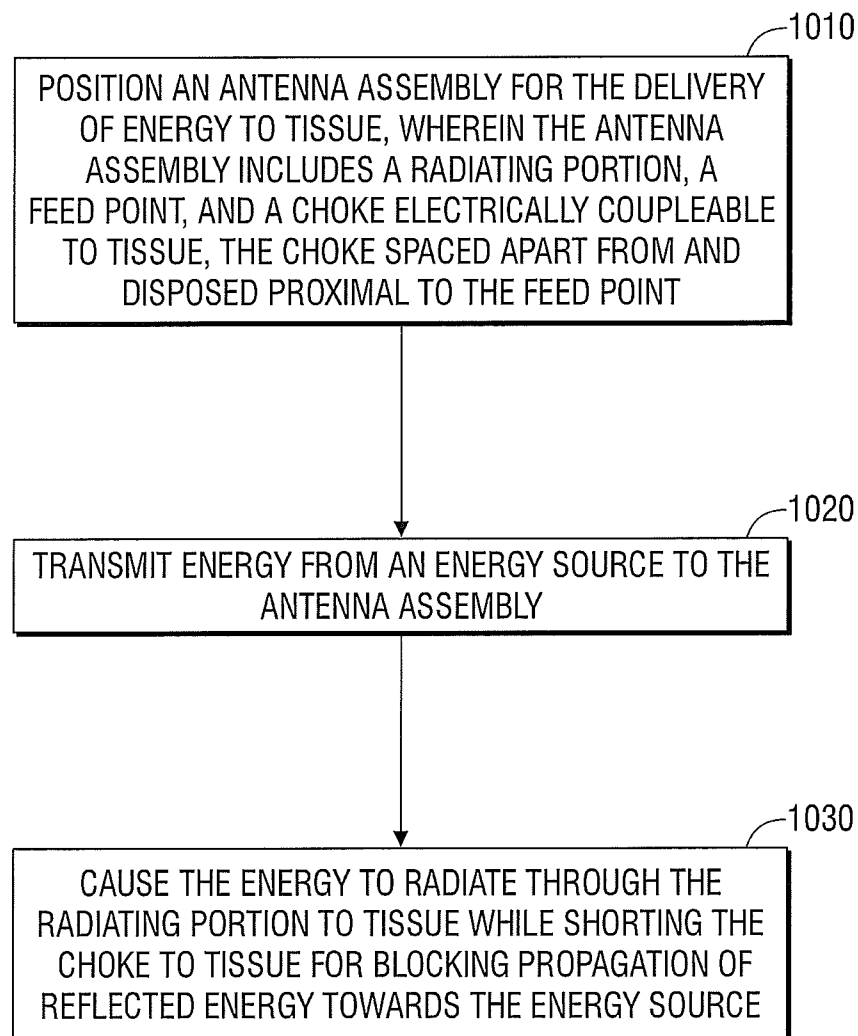 1010
POSITION AN ANTENNA ASSEMBLY FOR THE DELIVERY
OF ENERGY TO TISSUE, WHEREIN THE ANTENNA
ASSEMBLY INCLUDES A RADIATING PORTION, A
FEED POINT, AND A CHOKE ELECTRICALLY COUPLEABLE
TO TISSUE, THE CHOKE SPACED APART FROM AND
DISPOSED PROXIMAL TO THE FEED POINT
1020
TRANSMIT ENERGY FROM AN ENERGY SOURCE TO THE
ANTENNA ASSEMBLY
1030
CAUSE THE ENERGY TO RADIATE THROUGH THE
RADIATING PORTION TO TISSUE WHILE SHORTING THE
CHOKE TO TISSUE FOR BLOCKING PROPAGATION OF
REFLECTED ENERGY TOWARDS THE ENERGY SOURCE